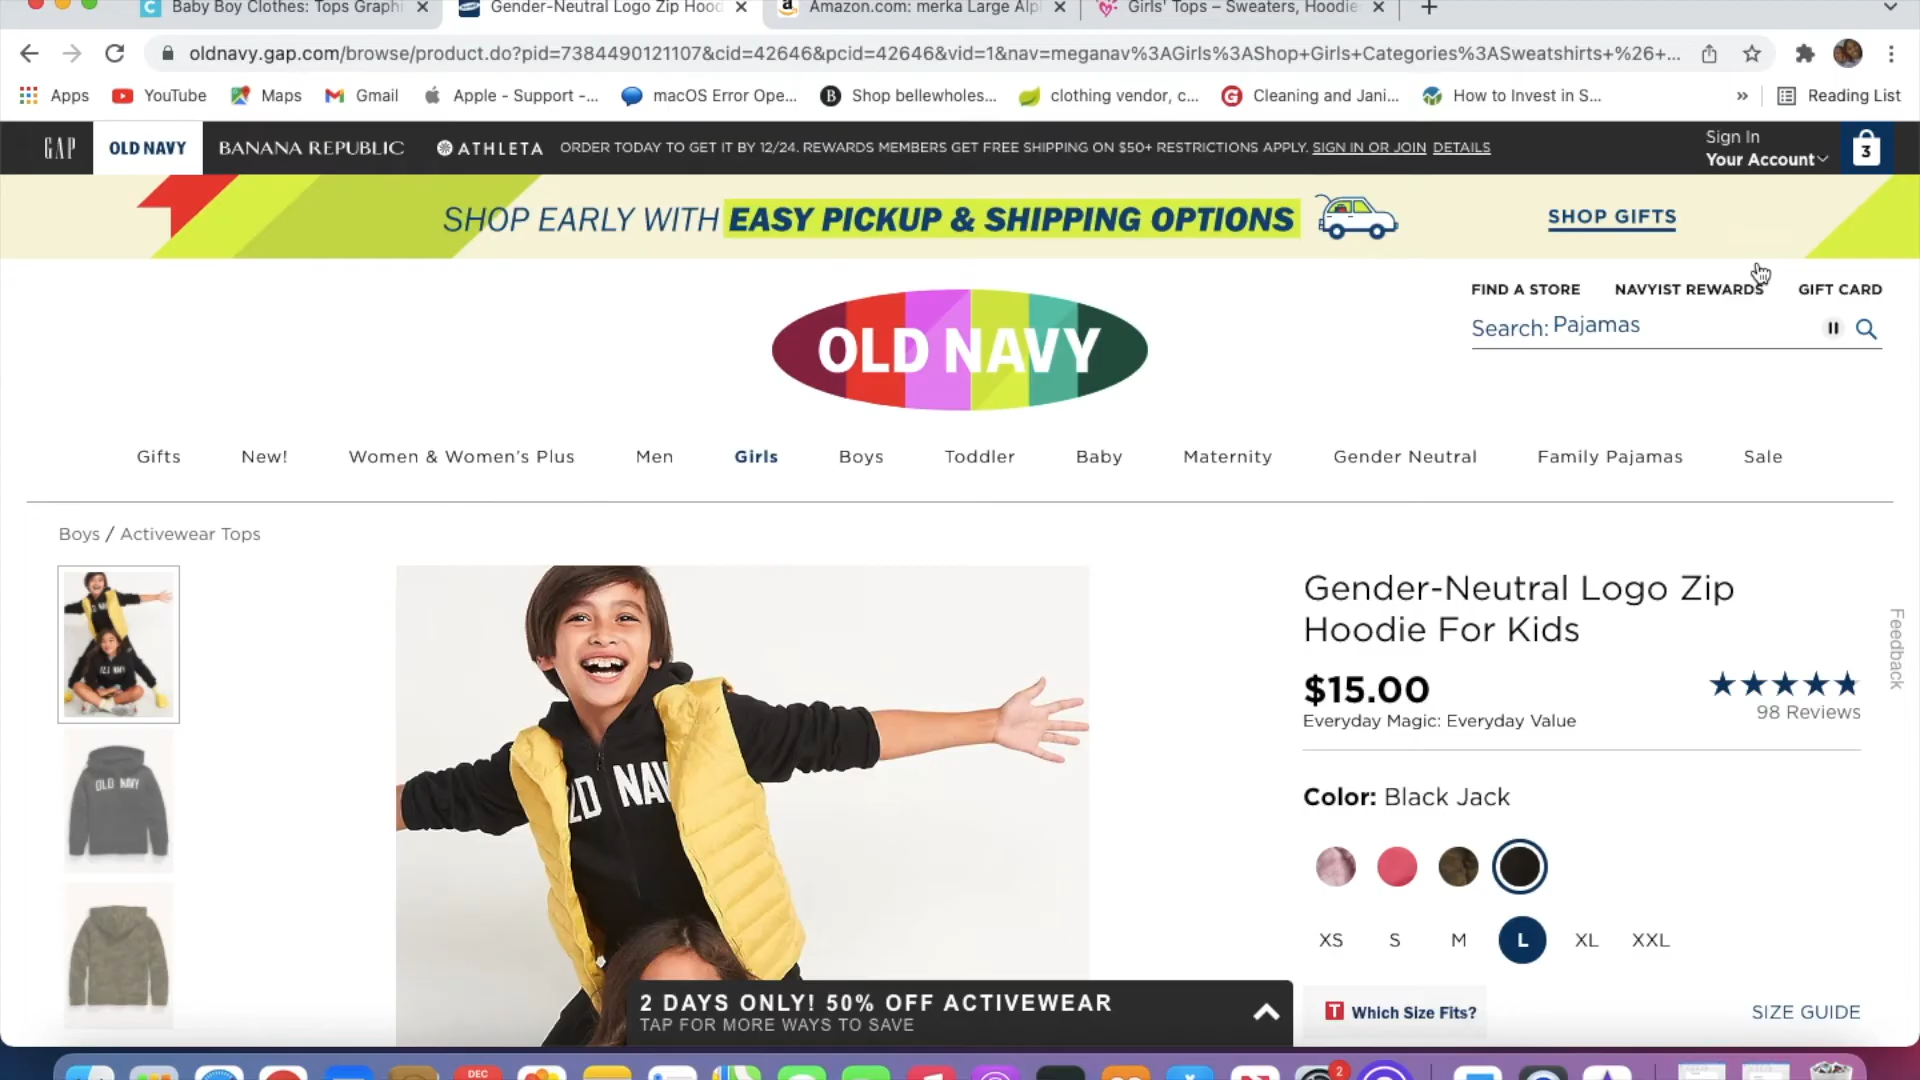 Baby Boy Clothes: Tops Graphi
Gender-Neutral Logo Zip Hood
Amazon.com: merka Large Alp
Girls' Tops – Sweaters, Hoodie
oldnavy.gap.com/browse/product.do?pid=7384490121107&cid=42646&pcid=42646&vid=1&nav=meganav%3AGirls%3AShop+Girls+Categories%3ASweatshirts+%26+...
Apps YouTube Maps Gmail Apple - Support -... macOS Error Ope... Shop bellewholes... clothing vendor, c... Cleaning and Jani... How to Invest in S... » Reading List
GAP OLD NAVY BANANA REPUBLIC ATHLETA ORDER TODAY TO GET IT BY 12/24. REWARDS MEMBERS GET FREE SHIPPING ON $50+ RESTRICTIONS APPLY. SIGN IN OR JOIN DETAILS
Sign In
Your Account
3
SHOP EARLY WITH EASY PICKUP & SHIPPING OPTIONS
SHOP GIFTS
FIND A STORE NAVYIST REWARDS GIFT CARD
Search: Pajamas
OLD NAVY
Gifts New! Women & Women's Plus Men Girls Boys Toddler Baby Maternity Gender Neutral Family Pajamas Sale
Boys / Activewear Tops
Gender-Neutral Logo Zip
Hoodie For Kids
$15.00
98 Reviews
Everyday Magic: Everyday Value
Feedback
OLD NAVY
Color: Black Jack
XS S M L XL XXL
2 DAYS ONLY! 50% OFF ACTIVEWEAR
TAP FOR MORE WAYS TO SAVE
Which Size Fits?
SIZE GUIDE
DEC
2